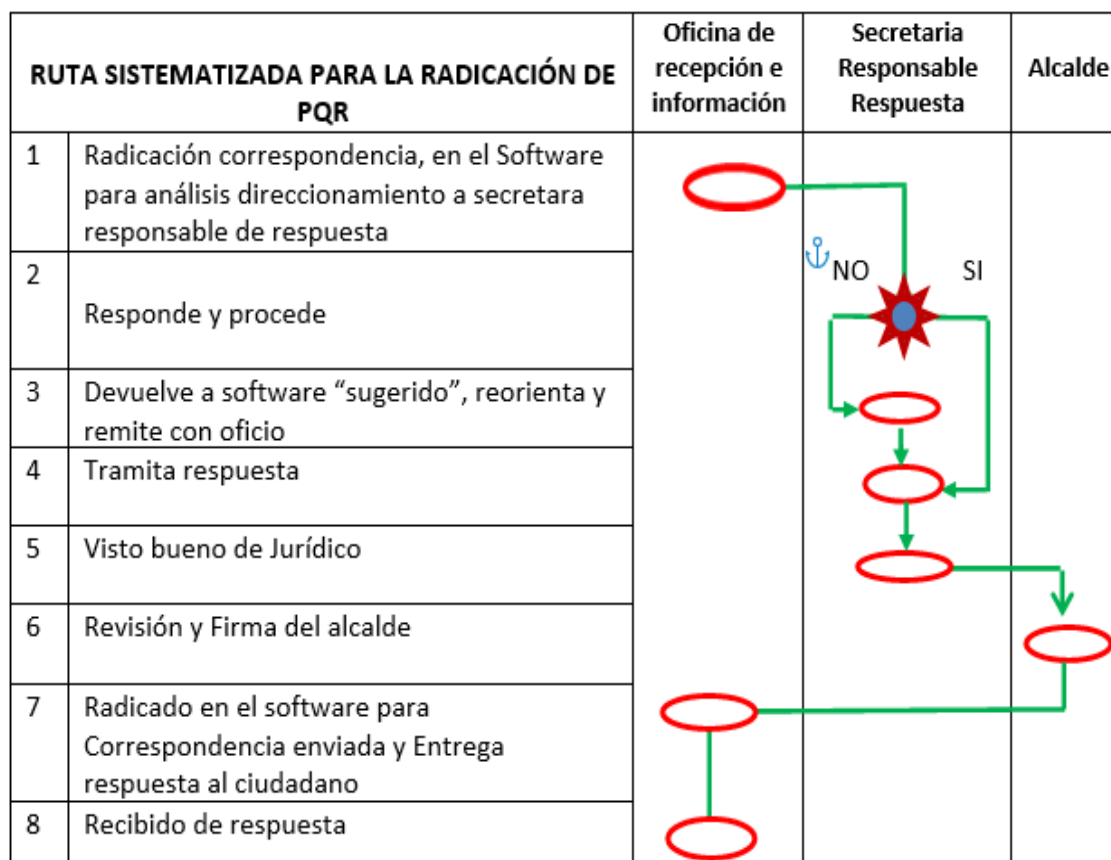 RUTA SISTEMATIZADA PARA LA RADICACIÓN DE
PQR
Oficina de
recepción e
información
Secretaria
Responsable
Respuesta
Alcalde
1
Radicación correspondencia, en el Software
para análisis direccionamiento a secretara
responsable de respuesta
2
Responde y procede
NO
SI
3
Devuelve a software “sugerido”, reorienta y
remite con oficio
4
Tramita respuesta
5
Visto bueno de Jurídico
6
Revisión y Firma del alcalde
7
Radicado en el software para
Correspondencia enviada y Entrega
respuesta al ciudadano
8
Recibido de respuesta